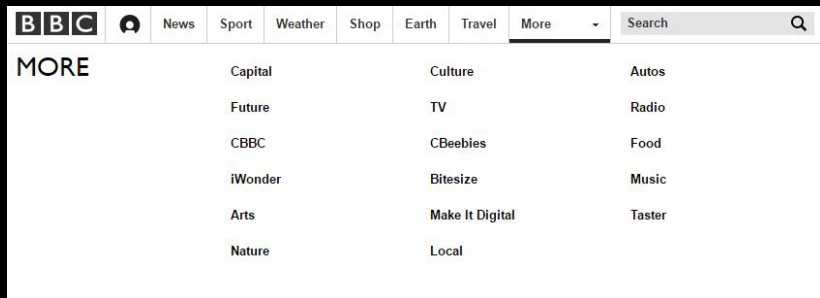 BBC News Sport Weather Shop Earth Travel More Search
MORE
Capital Culture Autos
Future TV Radio
CBBC CBeebies Food
iWonder Bitesize Music
Arts Make It Digital Taster
Nature Local